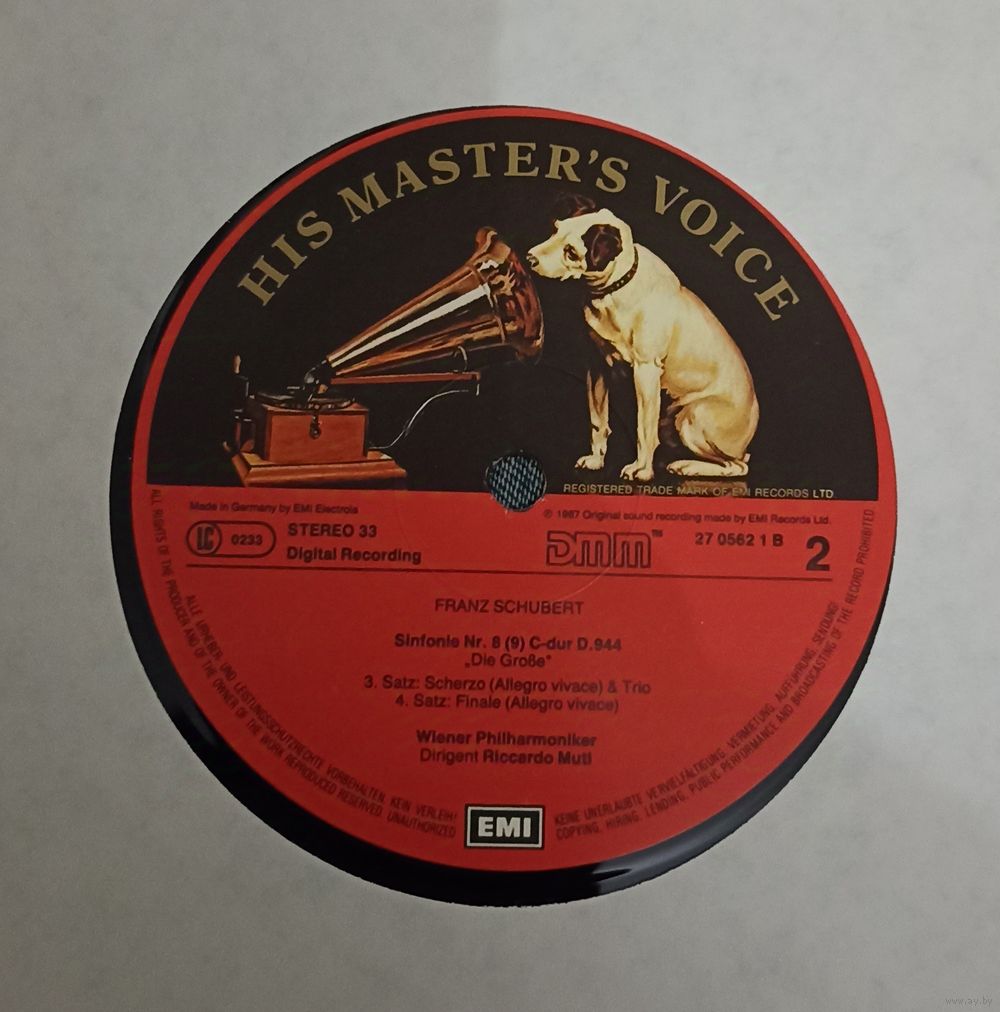 HIS MASTER'S VOICE
REGISTERED TRADE MARK OF EMI RECORDS LTD
Made in Germany by EMI Electrola
℗ 1987 Original sound recording made by EMI Records Ltd.
LC 0233
STEREO 33
Digital Recording
DMM™
27 0562 1 B
2
FRANZ SCHUBERT
Sinfonie Nr. 8 (9) C-dur D.944
„Die Große“
3. Satz: Scherzo (Allegro vivace) & Trio
4. Satz: Finale (Allegro vivace)
Wiener Philharmoniker
Dirigent Riccardo Muti
EMI
ALLE URHEBER- UND LEISTUNGSSCHUTZRECHTE VORBEHALTEN. KEIN VERLEIH! KEINE UNERLAUBTE VERVIELFÄLTIGUNG, VERMIETUNG, AUFFÜHRUNG, SENDUNG!
ALL RIGHTS OF THE PRODUCER AND OF THE OWNER OF THE WORK REPRODUCED RESERVED. UNAUTHORIZED COPYING, HIRING, LENDING, PUBLIC PERFORMANCE AND BROADCASTING OF THE RECORD PROHIBITED
www.ay.by